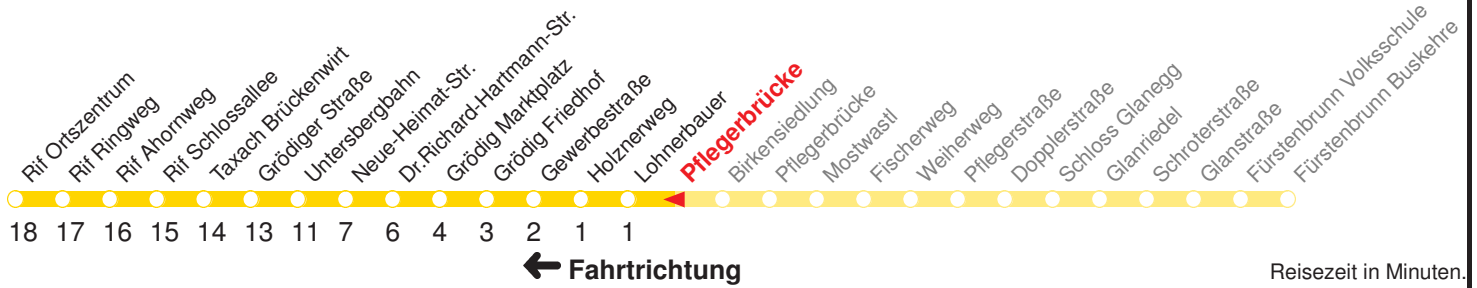 Rif Ortszentrum
Rif Ringweg
Rif Ahornweg
Rif Schlossallee
Taxach Brückenwirt
Grödiger Straße
Untersbergbahn
Neue-Heimat-Str.
Dr.Richard-Hartmann-Str.
Grödig Marktplatz
Grödig Friedhof
Gewerbestraße
Holznerweg
Lohnerbauer
Pflegerbrücke
Birkensiedlung
Pflegerbrücke
Mostwastl
Fischerweg
Weiherweg
Pflegerstraße
Dopplerstraße
Schloss Glanegg
Glanriedel
Schroterstraße
Glanstraße
Fürstenbrunn Volksschule
Fürstenbrunn Buskehre
18 17 16 15 14 13 11 7 6 4 3 2 1 1
Fahrtrichtung
Reisezeit in Minuten.